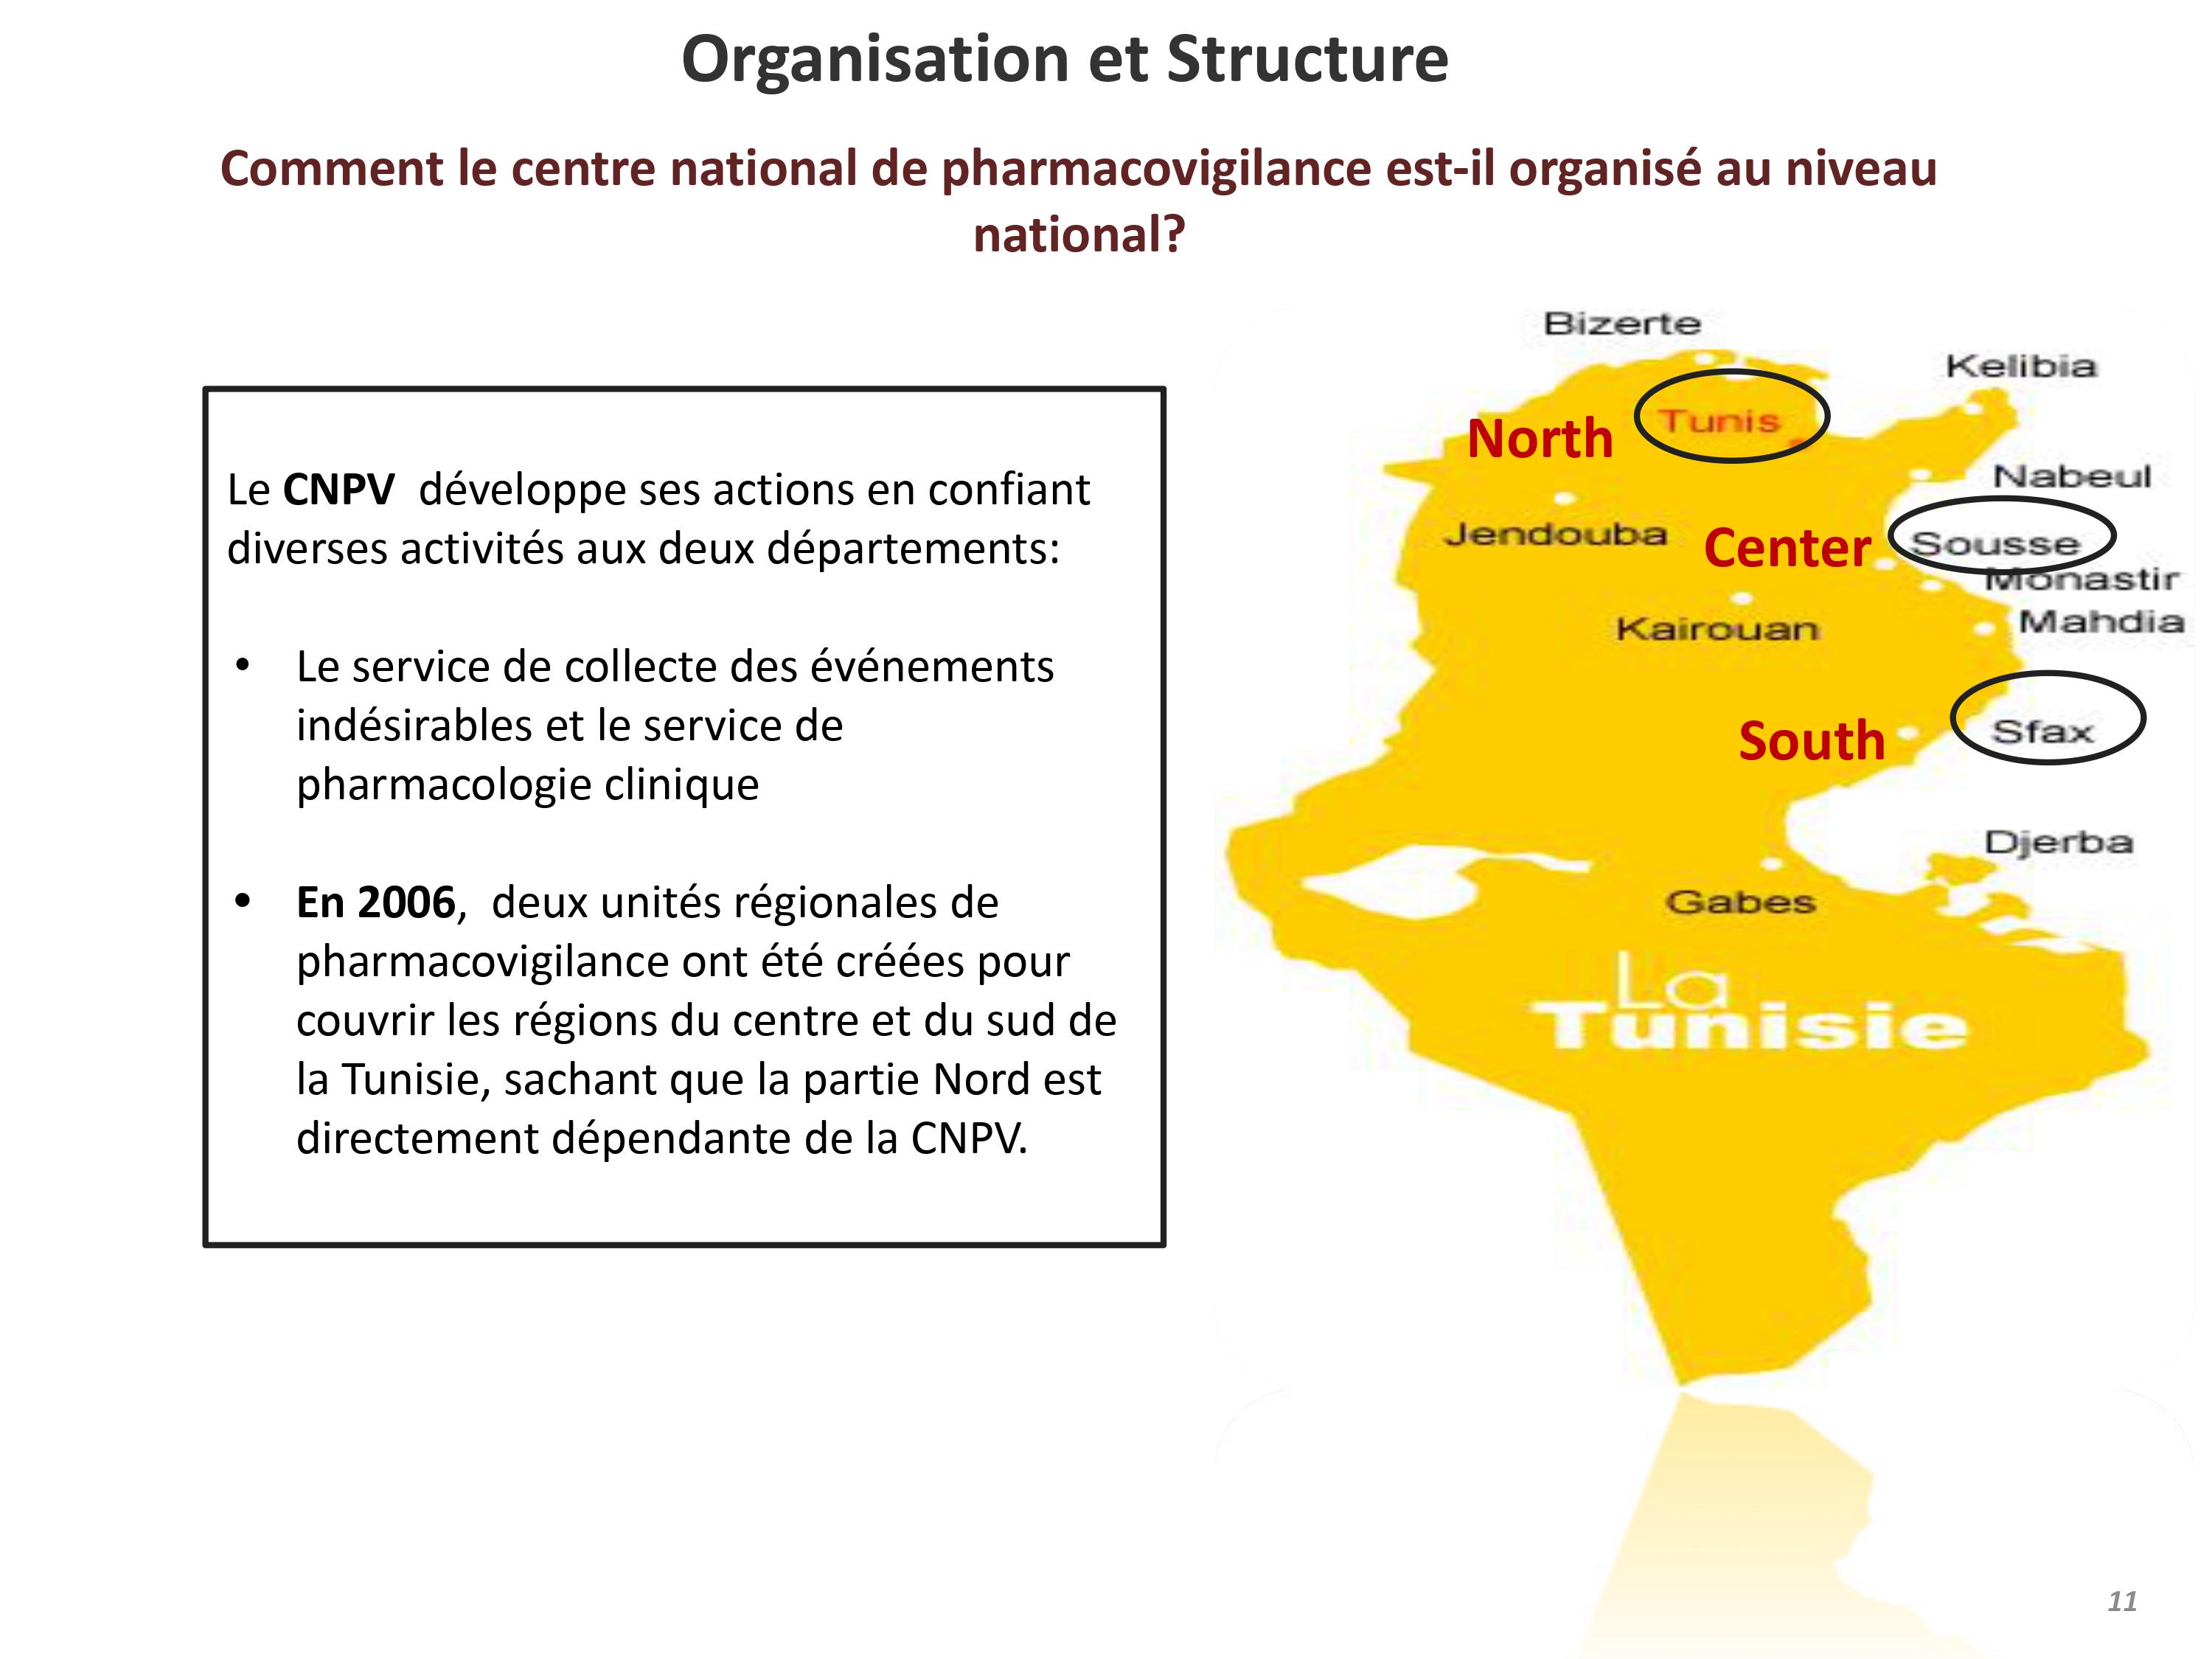 Organisation et Structure
Comment le centre national de pharmacovigilance est-il organisé au niveau
national?
Le CNPV développe ses actions en confiant
diverses activités aux deux départements:
• Le service de collecte des événements
indésirables et le service de
pharmacologie clinique
• En 2006, deux unités régionales de
pharmacovigilance ont été créées pour
couvrir les régions du centre et du sud de
la Tunisie, sachant que la partie Nord est
directement dépendante de la CNPV.
Bizerte
Kelibia
North
Tunis
Nabeul
Jendouba
Center
Sousse
Monastir
Kairouan
Mahdia
South
Sfax
Djerba
Gabes
La
Tunisie
11